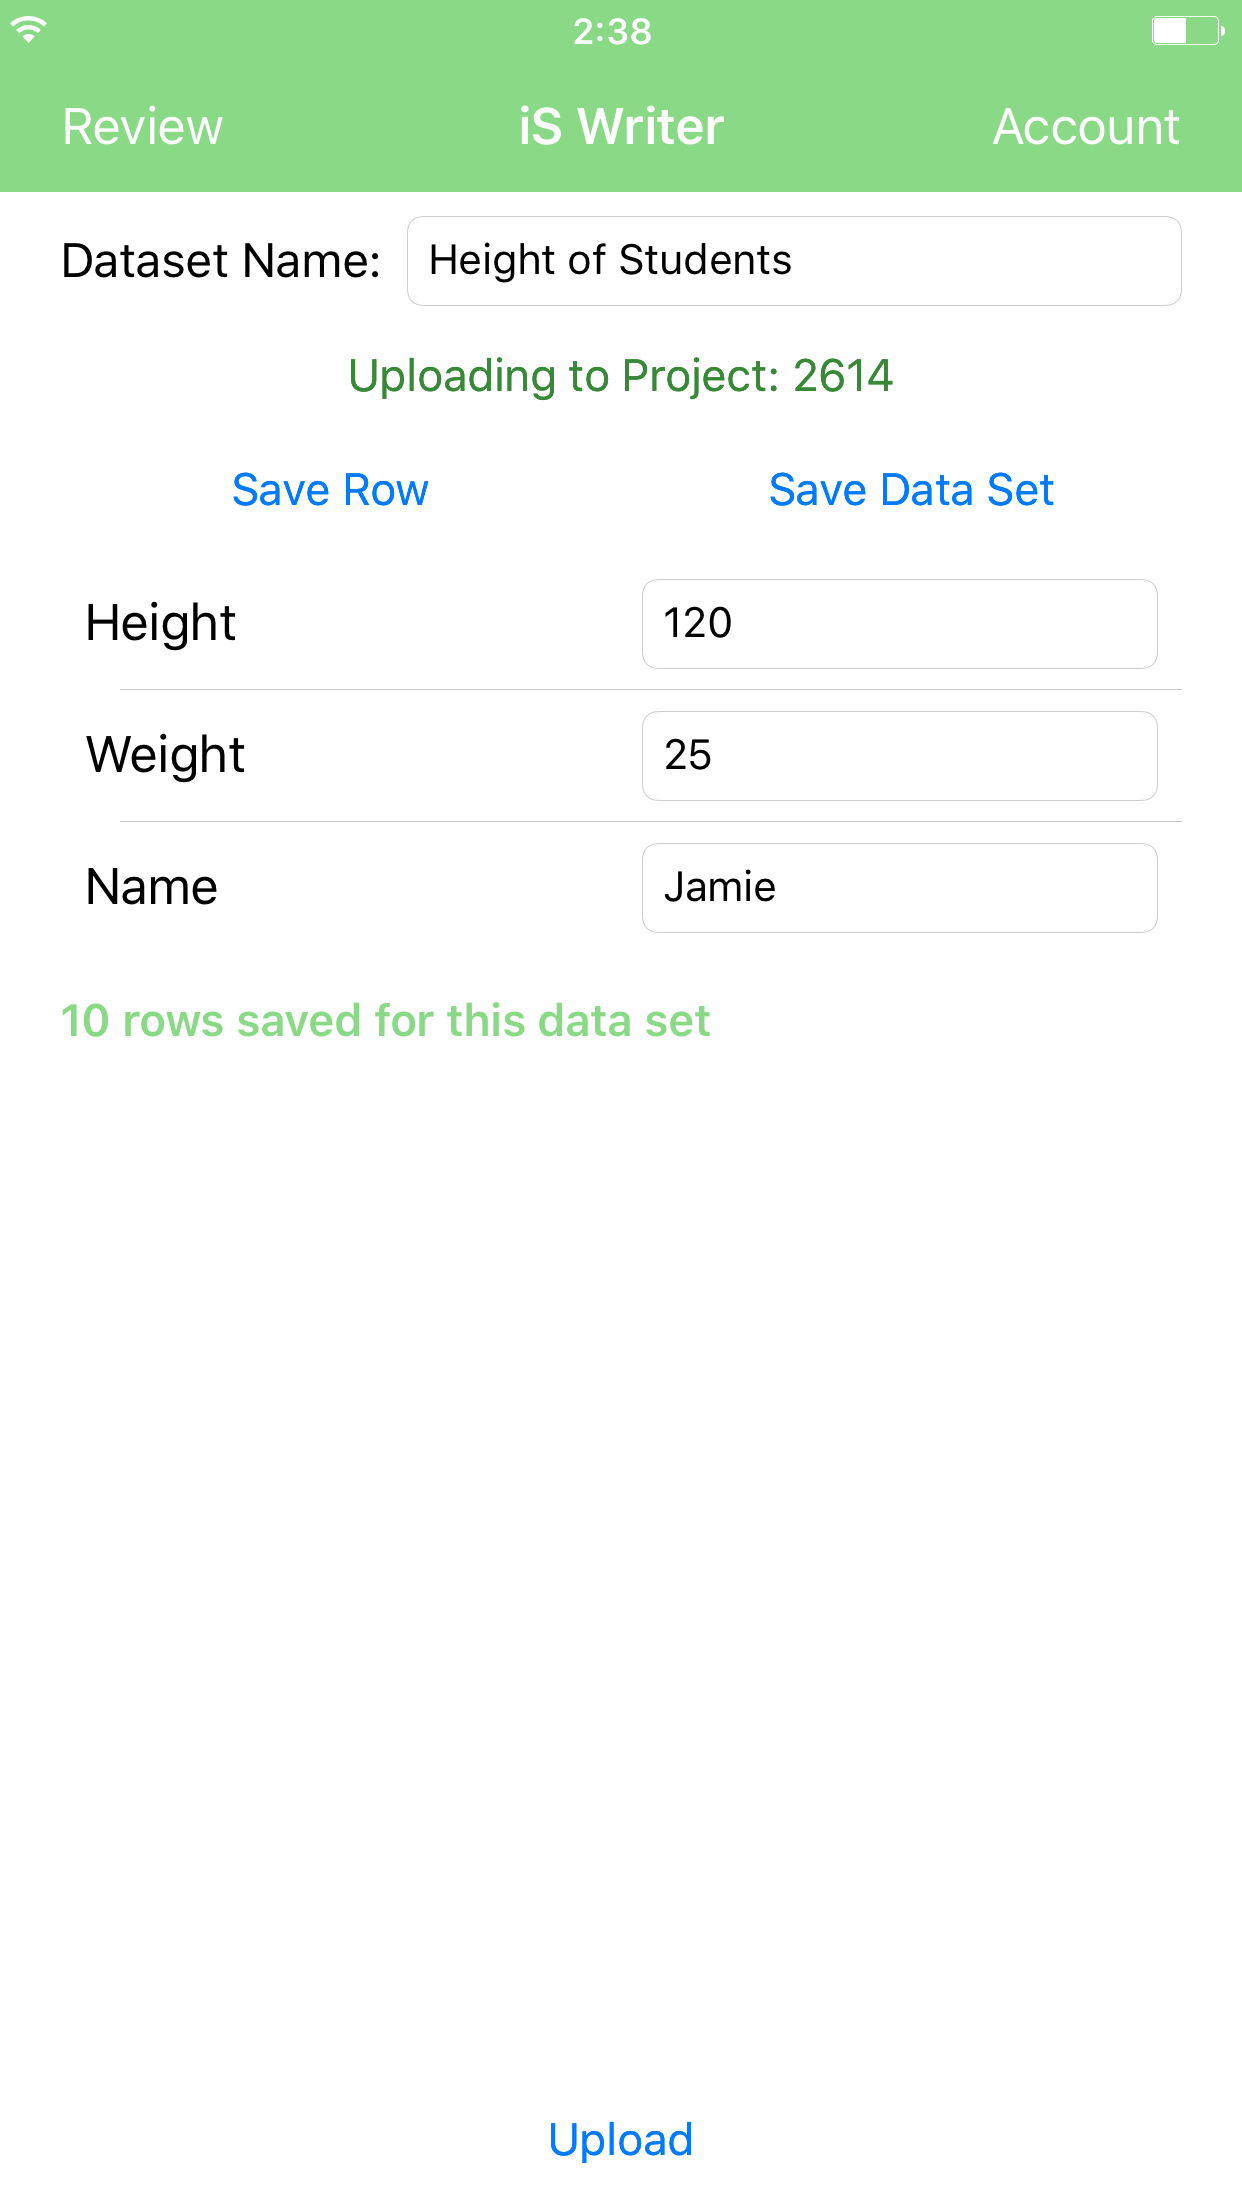 2:38
Review iS Writer Account
Dataset Name: Height of Students
Uploading to Project: 2614
Save Row Save Data Set
Height 120
Weight 25
Name Jamie
10 rows saved for this data set
Upload